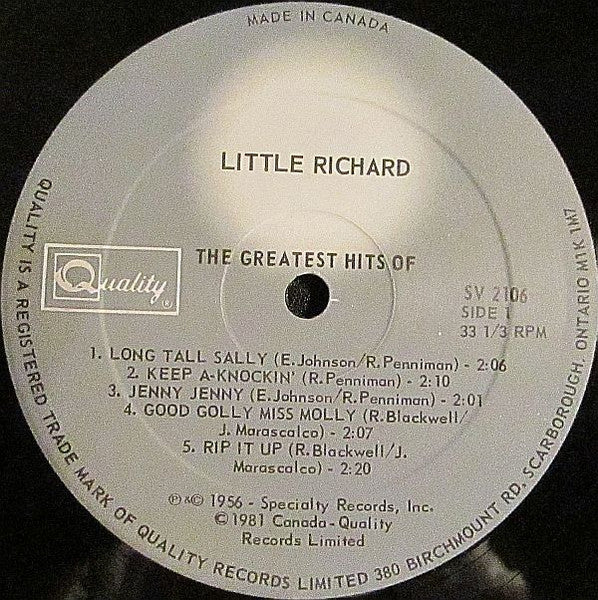 MADE IN CANADA
LITTLE RICHARD
THE GREATEST HITS OF
Quality®
SV 2106
SIDE 1
33 1/3 RPM
1. LONG TALL SALLY (E. Johnson/R. Penniman) - 2:06
2. KEEP A-KNOCKIN' (R. Penniman) - 2:10
3. JENNY JENNY (E. Johnson/R. Penniman) - 2:01
4. GOOD GOLLY MISS MOLLY (R. Blackwell/
J. Marascalco) - 2:07
5. RIP IT UP (R. Blackwell/J.
Marascalco) - 2:20
℗&© 1956 - Specialty Records, Inc.
© 1981 Canada-Quality
Records Limited
QUALITY IS A REGISTERED TRADE MARK OF QUALITY RECORDS LIMITED 380 BIRCHMOUNT RD. SCARBOROUGH, ONTARIO M1K 1M7